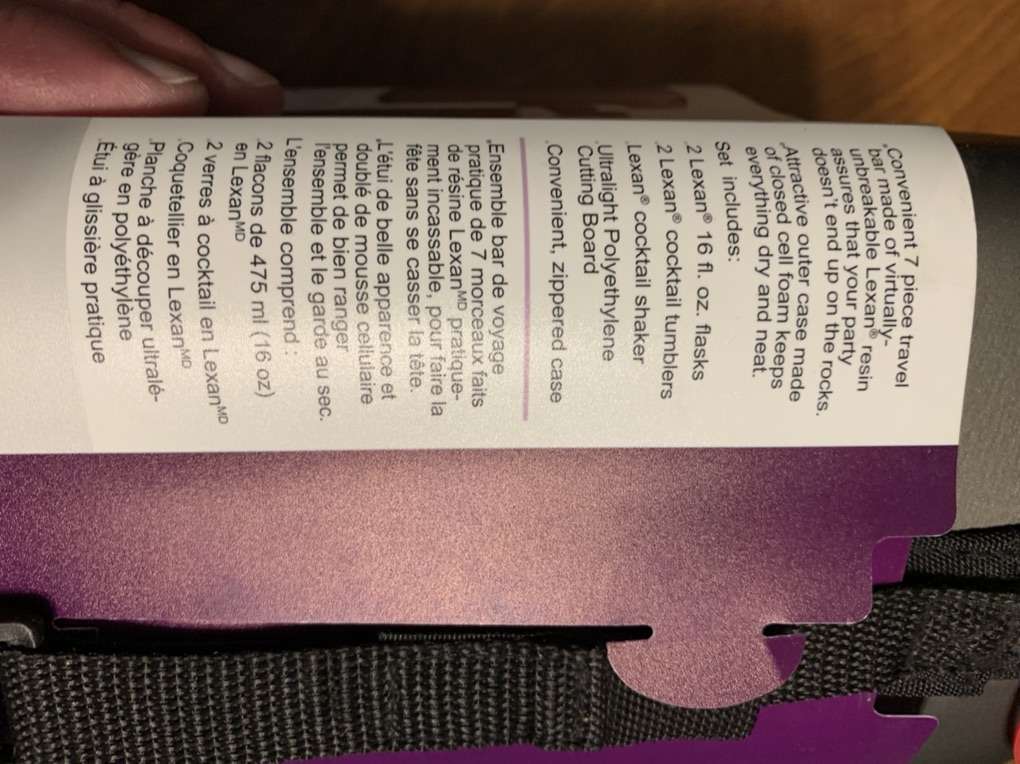 .Convenient 7 piece travel
bar made of virtually-
unbreakable Lexan® resin
assures that your party
doesn't end up on the rocks.
.Attractive outer case made
of closed cell foam keeps
everything dry and neat.
Set includes:
2 Lexan® 16 fl. oz. flasks
2 Lexan® cocktail tumblers
Lexan® cocktail shaker
.Ultralight Polyethylene
Cutting Board
.Convenient, zippered case
.Ensemble bar de voyage
pratique de 7 morceaux faits
de résine Lexanᴹᴰ pratique-
ment incassable, pour faire la
fête sans se casser la tête.
.L'étui de belle apparence et
doublé de mousse cellulaire
permet de bien ranger
l'ensemble et le garde au sec.
L'ensemble comprend :
2 flacons de 475 ml (16 oz)
en Lexanᴹᴰ
2 verres à cocktail en Lexanᴹᴰ
.Coquetellier en Lexanᴹᴰ
.Planche à découper ultralé-
gère en polyéthylène
.Étui à glissière pratique